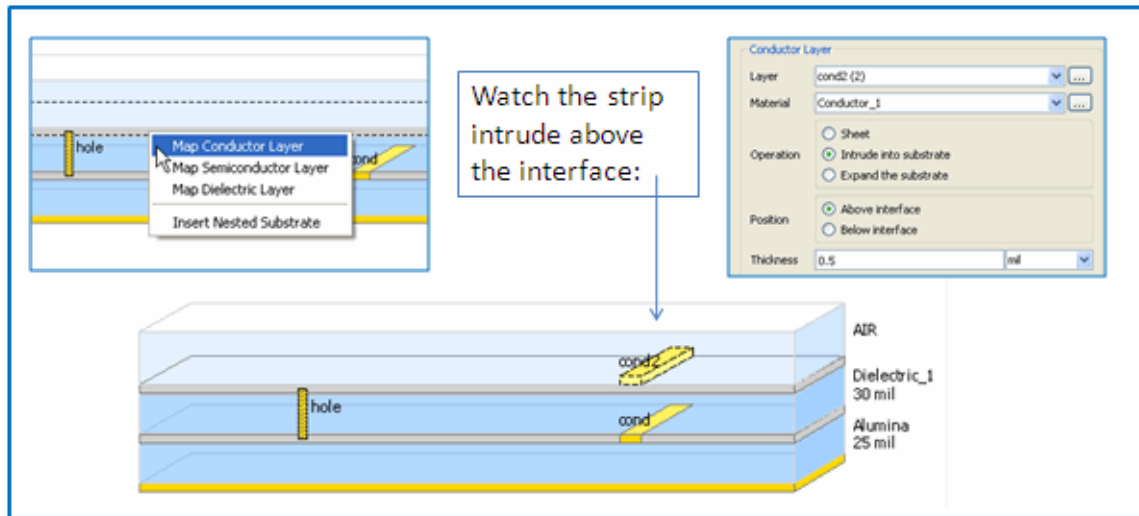 hole
Map Conductor Layer
cond
Map Semiconductor Layer
Map Dielectric Layer
Insert Nested Substrate
Watch the strip
intrude above
the interface:
Conductor Layer
Layer cond2 (2) ...
Material Conductor_1 ...
Operation
Sheet
Intrude into substrate
Expand the substrate
Position
Above interface
Below interface
Thickness 0.5 mil
AIR
cond2
Dielectric_1
30 mil
hole
cond
Alumina
25 mil